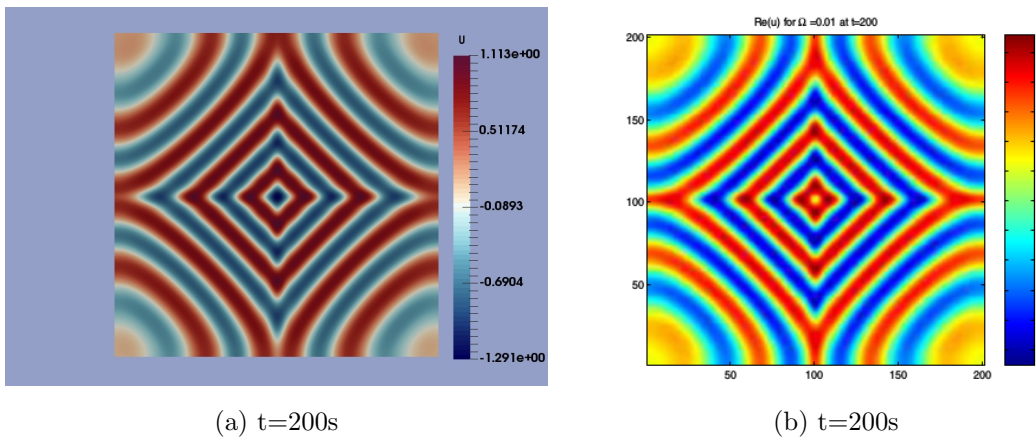 U
1.113e+00
0.51174
-0.0893
-0.6904
-1.291e+00
(a) t=200s
Re(u) for Ω =0.01 at t=200
200
150
100
50
50 100 150 200
(b) t=200s